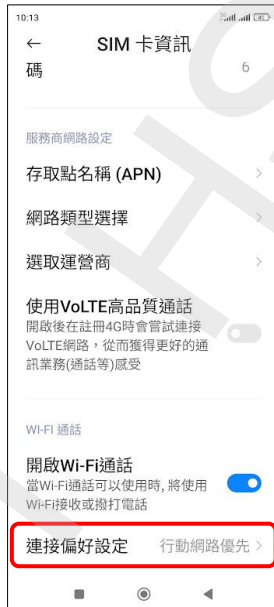 10:13
SIM 卡資訊
碼 6
服務商網路設定
存取點名稱 (APN)
網路類型選擇
選取運營商
使用VoLTE高品質通話
開啟後在註冊4G時會嘗試連接
VoLTE網路，從而獲得更好的通
訊業務(通話等)感受
WI-FI 通話
開啟Wi-Fi通話
當Wi-Fi通話可以使用時, 將使用
Wi-Fi接收或撥打電話
連接偏好設定 行動網路優先